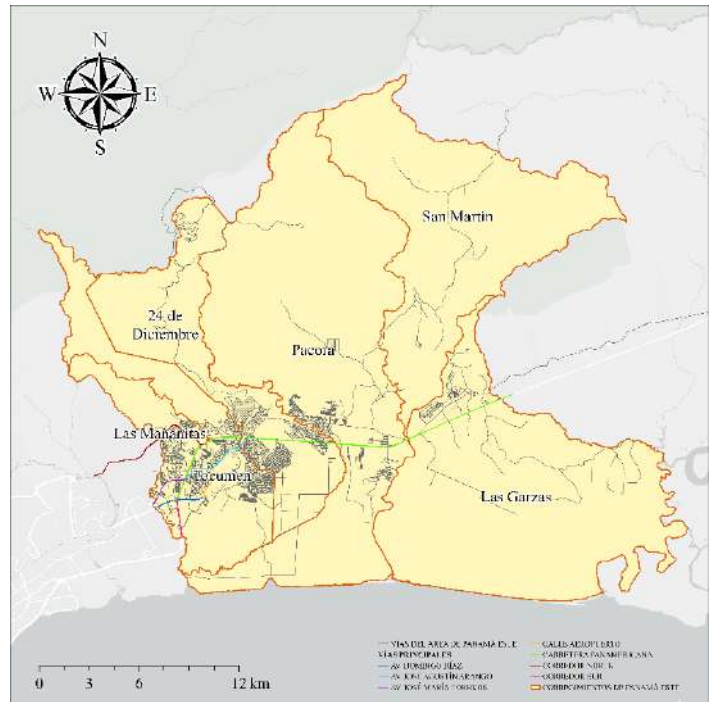 N
W E
S
San Martín
24 de
Diciembre
Pacora
Las Mañanitas
Tocumen
Las Garzas
VÍAS DEL ÁREA DE PANAMÁ ESTE
VÍAS PRINCIPALES
AV. DOMINGO DÍAZ
AV. JOSÉ AGUSTÍN ARANGO
AV. JOSÉ MARÍA TORRIJOS
CALLES AEROPUERTO
CARRETERA PANAMERICANA
CORREDOR NORTE
CORREDOR SUR
CORREGIMIENTOS DE PANAMÁ ESTE
0 3 6 12 km